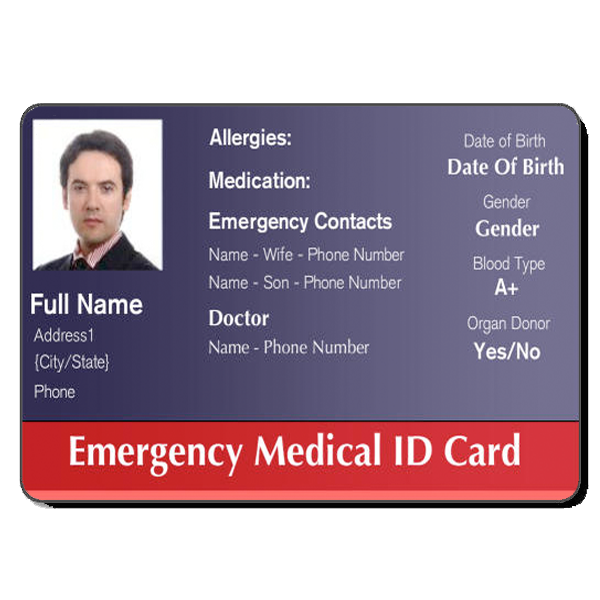 Full Name
Address1
{City/State}
Phone
Allergies:
Medication:
Emergency Contacts
Name - Wife - Phone Number
Name - Son - Phone Number
Doctor
Name - Phone Number
Date of Birth
Date Of Birth
Gender
Gender
Blood Type
A+
Organ Donor
Yes/No
Emergency Medical ID Card